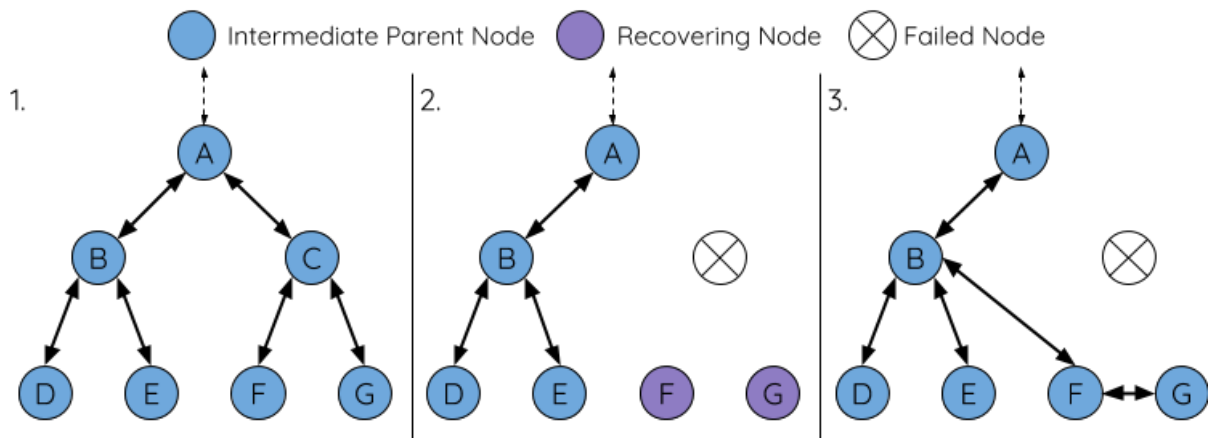 Intermediate Parent Node Recovering Node Failed Node
1. 2. 3.
A A A
B C B B
D E F G D E F G D E F G